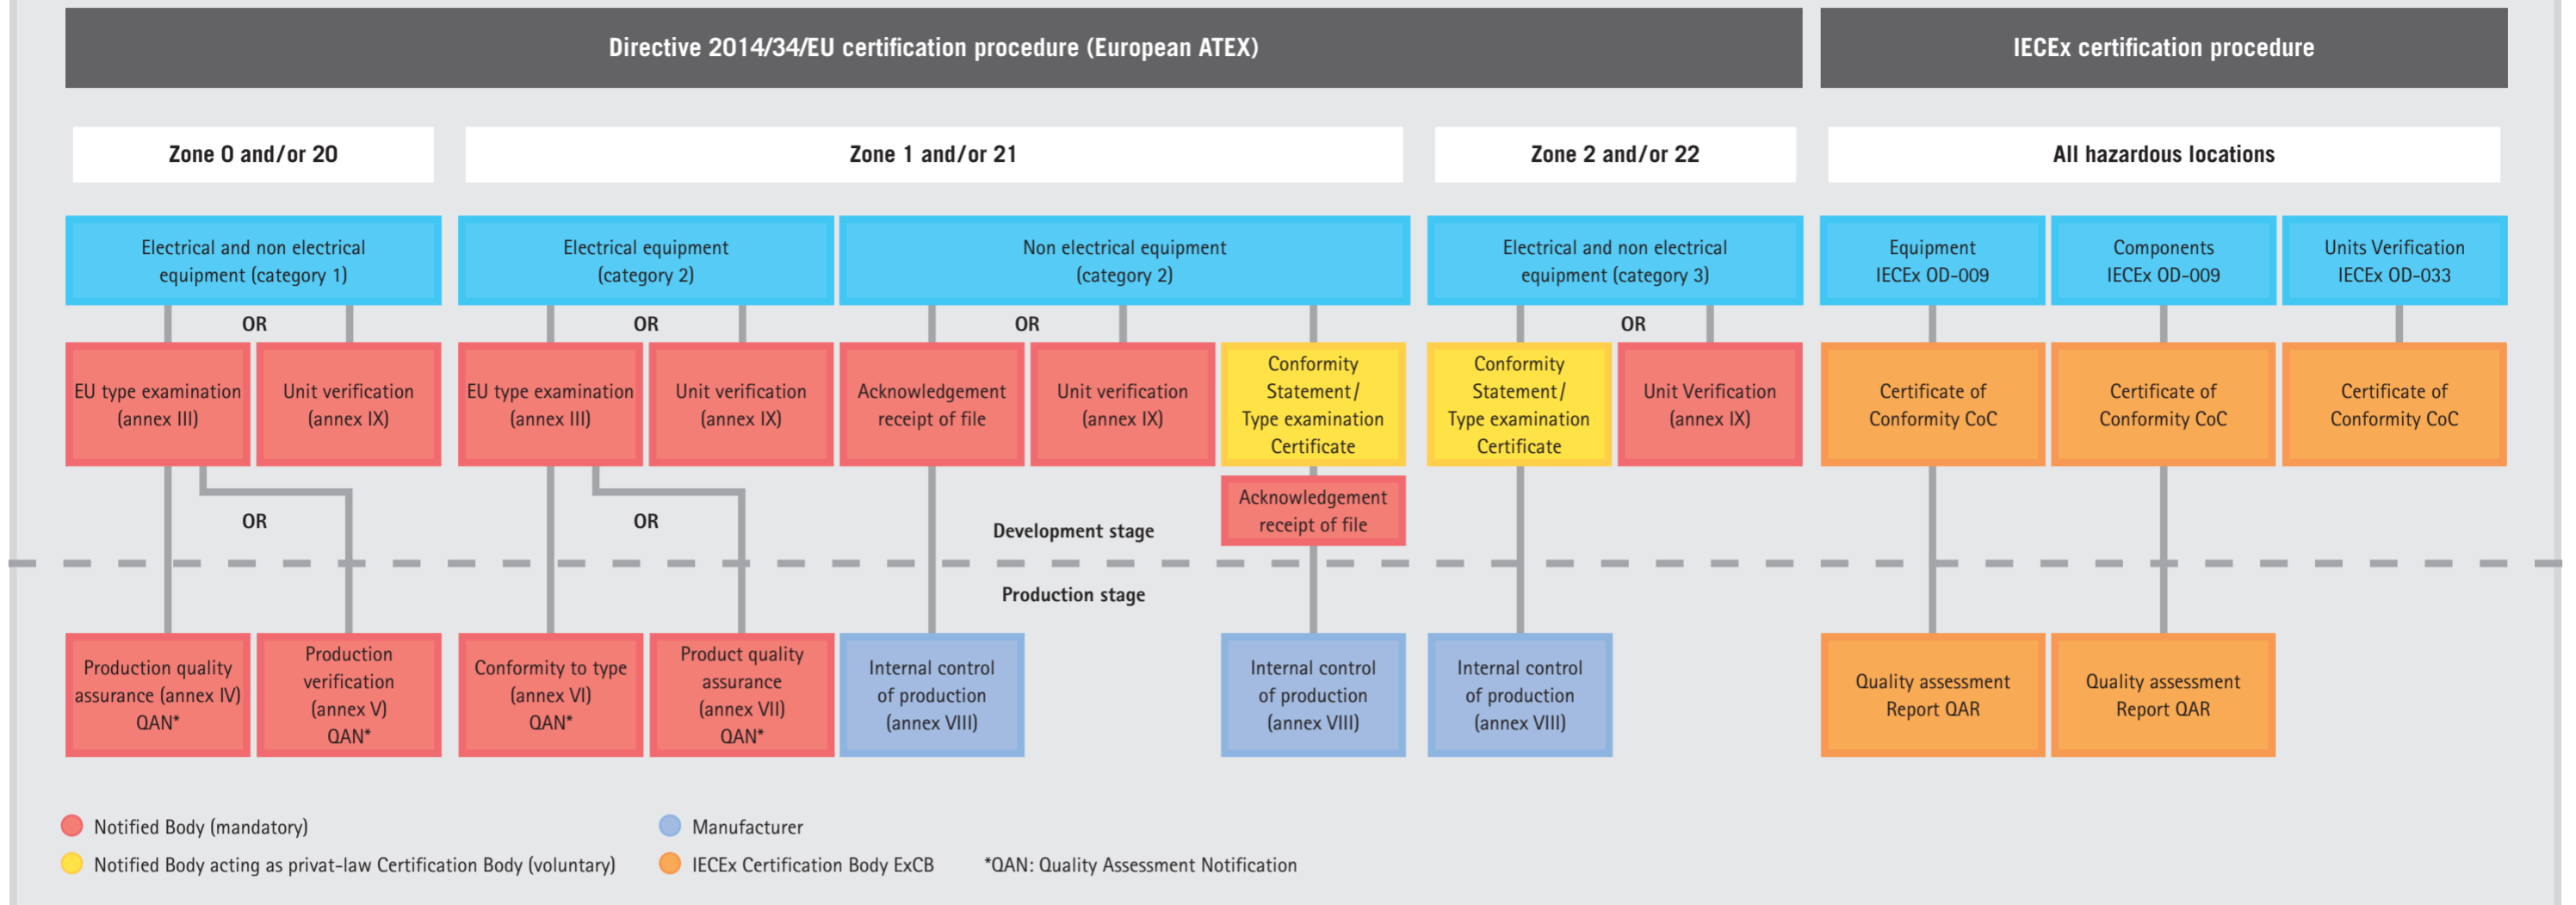 Directive 2014/34/EU certification procedure (European ATEX)
IECEx certification procedure
Zone 0 and/or 20
Zone 1 and/or 21
Zone 2 and/or 22
All hazardous locations
Electrical and non electrical
equipment (category 1)
Electrical equipment
(category 2)
Non electrical equipment
(category 2)
Electrical and non electrical
equipment (category 3)
Equipment
IECEx OD-009
Components
IECEx OD-009
Units Verification
IECEx OD-033
OR
OR
OR
OR
EU type examination
(annex III)
Unit verification
(annex IX)
EU type examination
(annex III)
Unit verification
(annex IX)
Acknowledgement
receipt of file
Unit verification
(annex IX)
Conformity
Statement/
Type examination
Certificate
Conformity
Statement/
Type examination
Certificate
Unit Verification
(annex IX)
Certificate of
Conformity CoC
Certificate of
Conformity CoC
Certificate of
Conformity CoC
Acknowledgement
receipt of file
OR
OR
Development stage
Production stage
Production quality
assurance (annex IV)
QAN*
Production
verification
(annex V)
QAN*
Conformity to type
(annex VI)
QAN*
Product quality
assurance
(annex VII)
QAN*
Internal control
of production
(annex VIII)
Internal control
of production
(annex VIII)
Internal control
of production
(annex VIII)
Quality assessment
Report QAR
Quality assessment
Report QAR
Notified Body (mandatory)
Manufacturer
Notified Body acting as privat-law Certification Body (voluntary)
IECEx Certification Body ExCB
*QAN: Quality Assessment Notification